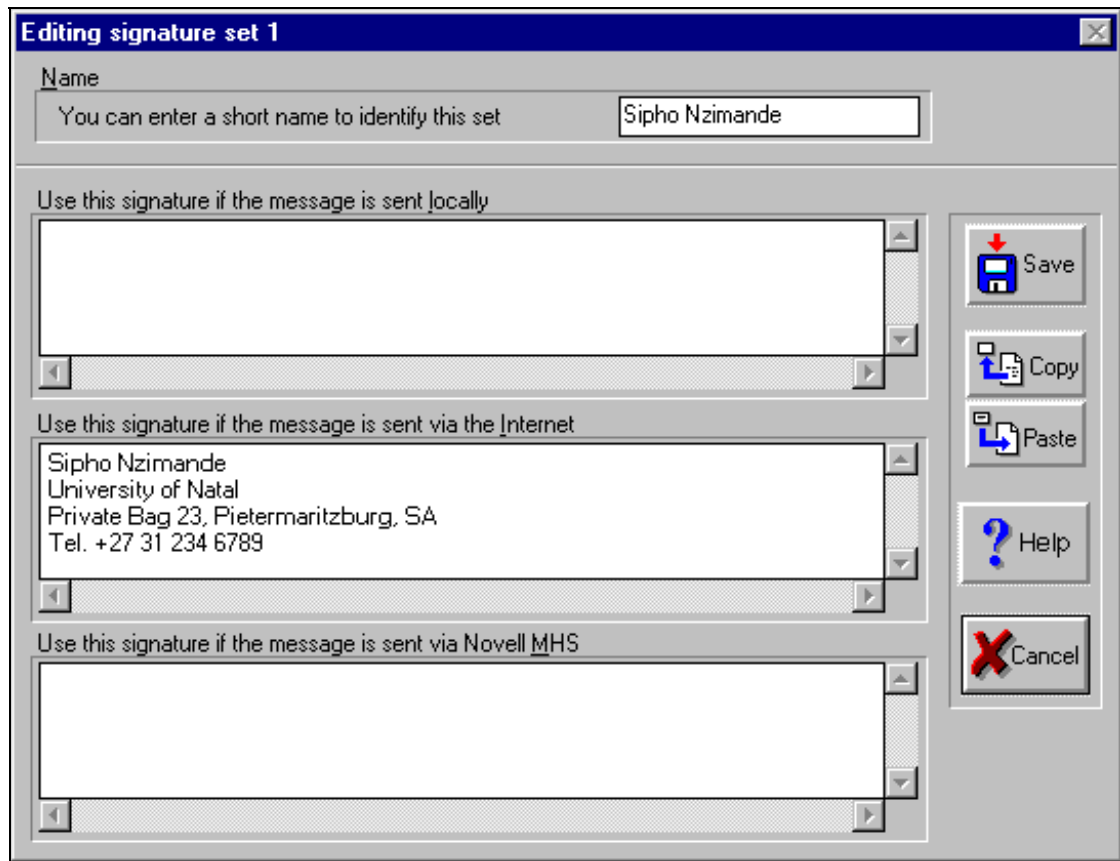 Editing signature set 1
Name
You can enter a short name to identify this set
Sipho Nzimande
Use this signature if the message is sent locally
Save
Copy
Use this signature if the message is sent via the Internet
Paste
Sipho Nzimande
University of Natal
Private Bag 23, Pietermaritzburg, SA
Tel. +27 31 234 6789
Help
Use this signature if the message is sent via Novell MHS
Cancel